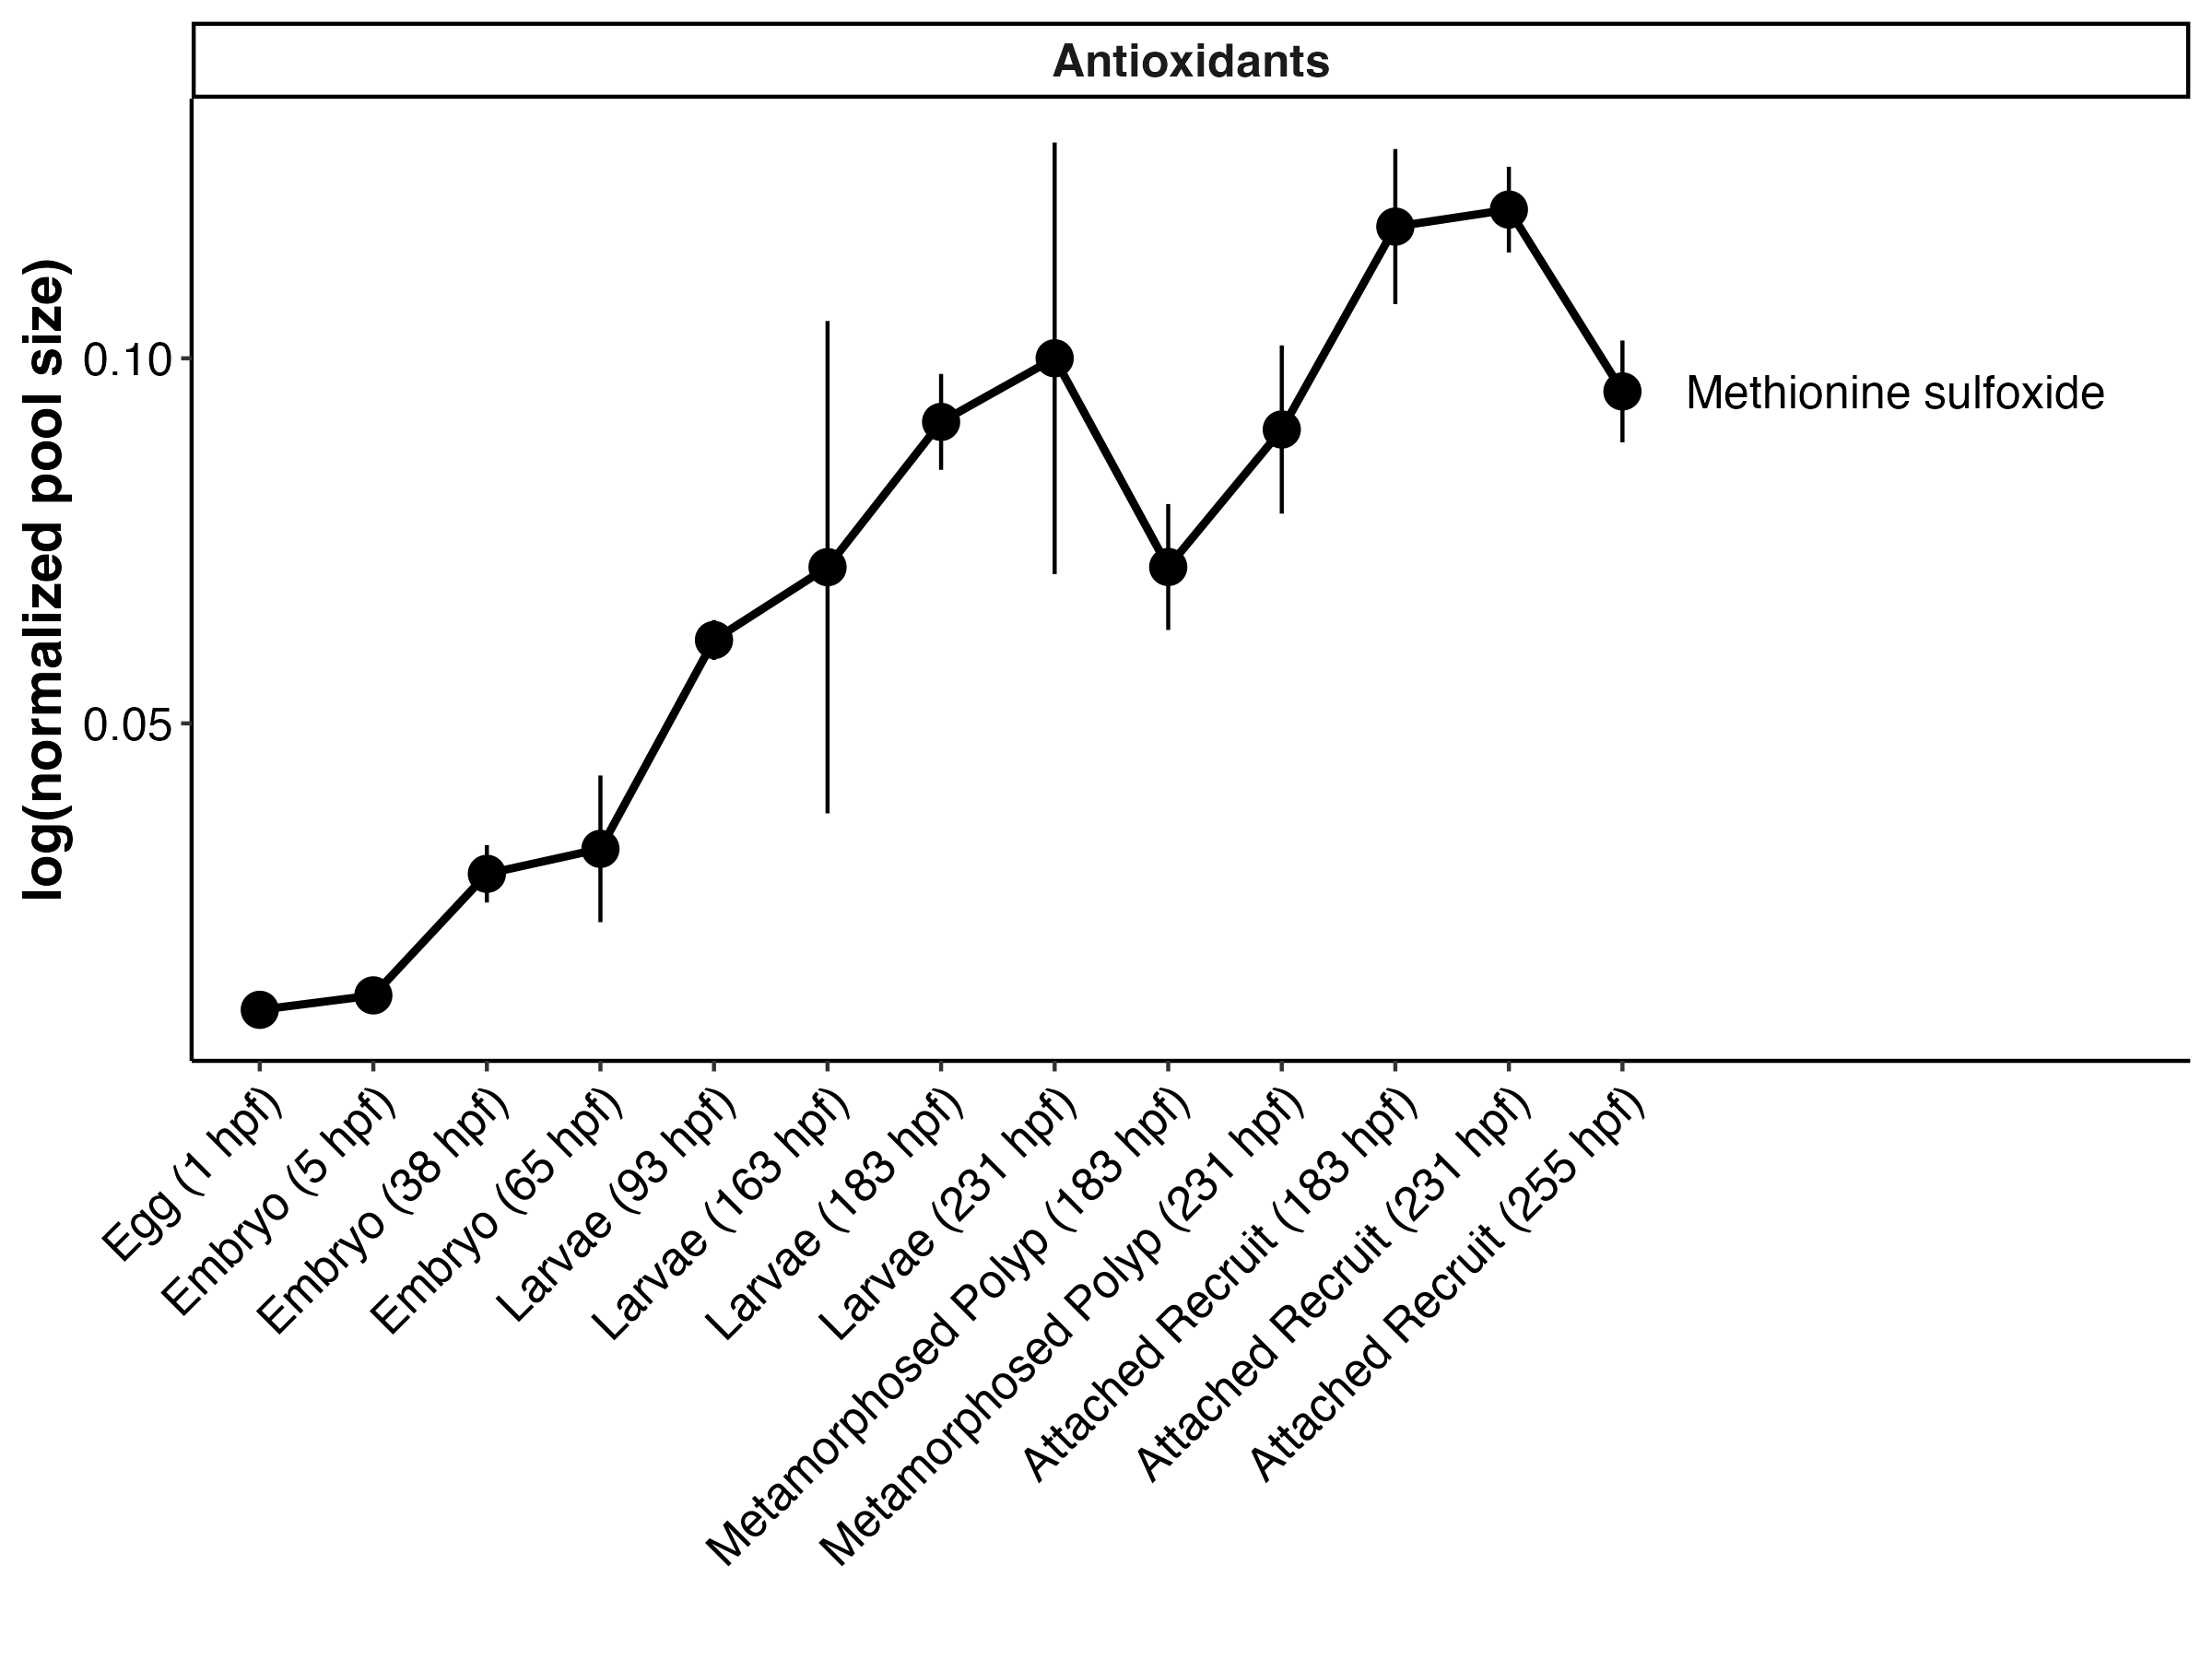 Antioxidants
log(normalized pool size)
0.10
0.05
Methionine sulfoxide
Egg (1 hpf)
Embryo (5 hpf)
Embryo (38 hpf)
Embryo (65 hpf)
Larvae (93 hpf)
Larvae (163 hpf)
Larvae (183 hpf)
Larvae (231 hpf)
Metamorphosed Polyp (183 hpf)
Metamorphosed Polyp (231 hpf)
Attached Recruit (183 hpf)
Attached Recruit (231 hpf)
Attached Recruit (255 hpf)